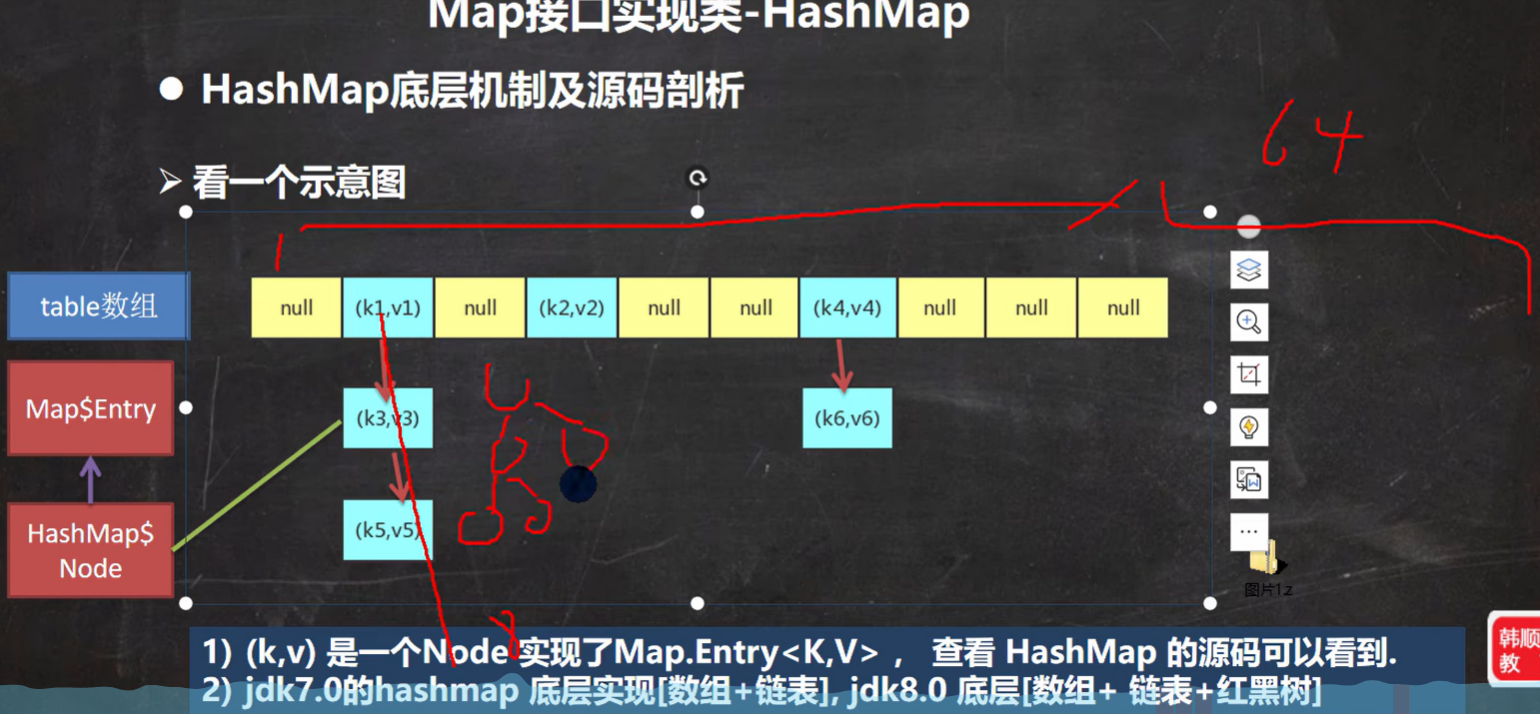 Map接口实现类-HashMap
● HashMap底层机制及源码剖析
64
➢ 看一个示意图
table数组
null (k1,v1) null (k2,v2) null null (k4,v4) null null null
Map$Entry
(k3,v3) (k6,v6)
HashMap$
Node
(k5,v5)
图片1.z
8
1) (k,v) 是一个Node 实现了Map.Entry<K,V> ， 查看 HashMap 的源码可以看到.
2) jdk7.0的hashmap 底层实现[数组+链表], jdk8.0 底层[数组+ 链表+红黑树]
韩顺
教